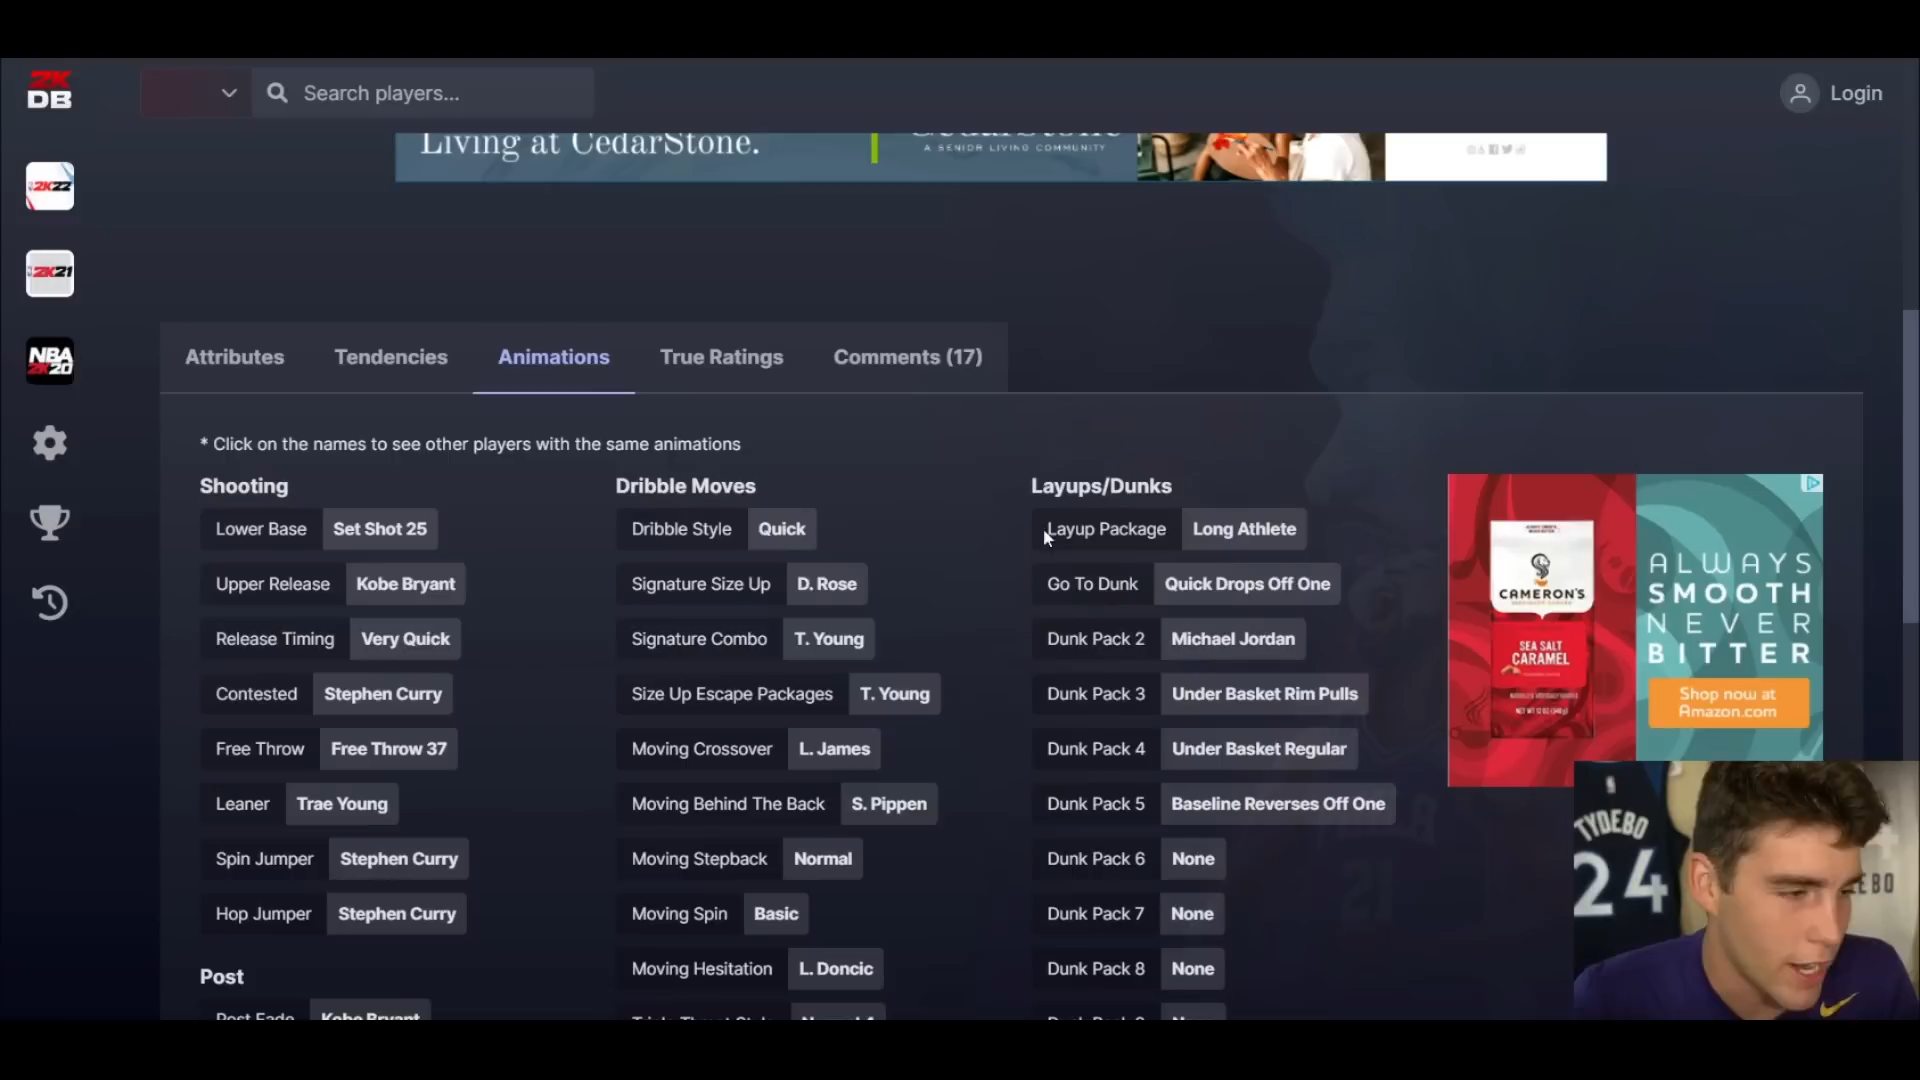 2K
DB
Search players...
Login
Living at CedarStone.
A SENIOR LIVING COMMUNITY
2K22
2K21
NBA
2K20
Attributes
Tendencies
Animations
True Ratings
Comments (17)
* Click on the names to see other players with the same animations
Shooting
Lower Base Set Shot 25
Upper Release Kobe Bryant
Release Timing Very Quick
Contested Stephen Curry
Free Throw Free Throw 37
Leaner Trae Young
Spin Jumper Stephen Curry
Hop Jumper Stephen Curry
Post
Post Fade Kobe Bryant
Dribble Moves
Dribble Style Quick
Signature Size Up D. Rose
Signature Combo T. Young
Size Up Escape Packages T. Young
Moving Crossover L. James
Moving Behind The Back S. Pippen
Moving Stepback Normal
Moving Spin Basic
Moving Hesitation L. Doncic
Layups/Dunks
Layup Package Long Athlete
Go To Dunk Quick Drops Off One
Dunk Pack 2 Michael Jordan
Dunk Pack 3 Under Basket Rim Pulls
Dunk Pack 4 Under Basket Regular
Dunk Pack 5 Baseline Reverses Off One
Dunk Pack 6 None
Dunk Pack 7 None
Dunk Pack 8 None
CAMERON'S
SEA SALT
CARAMEL
ALWAYS
SMOOTH
NEVER
BITTER
Shop now at
Amazon.com
TYDEBO
24
21